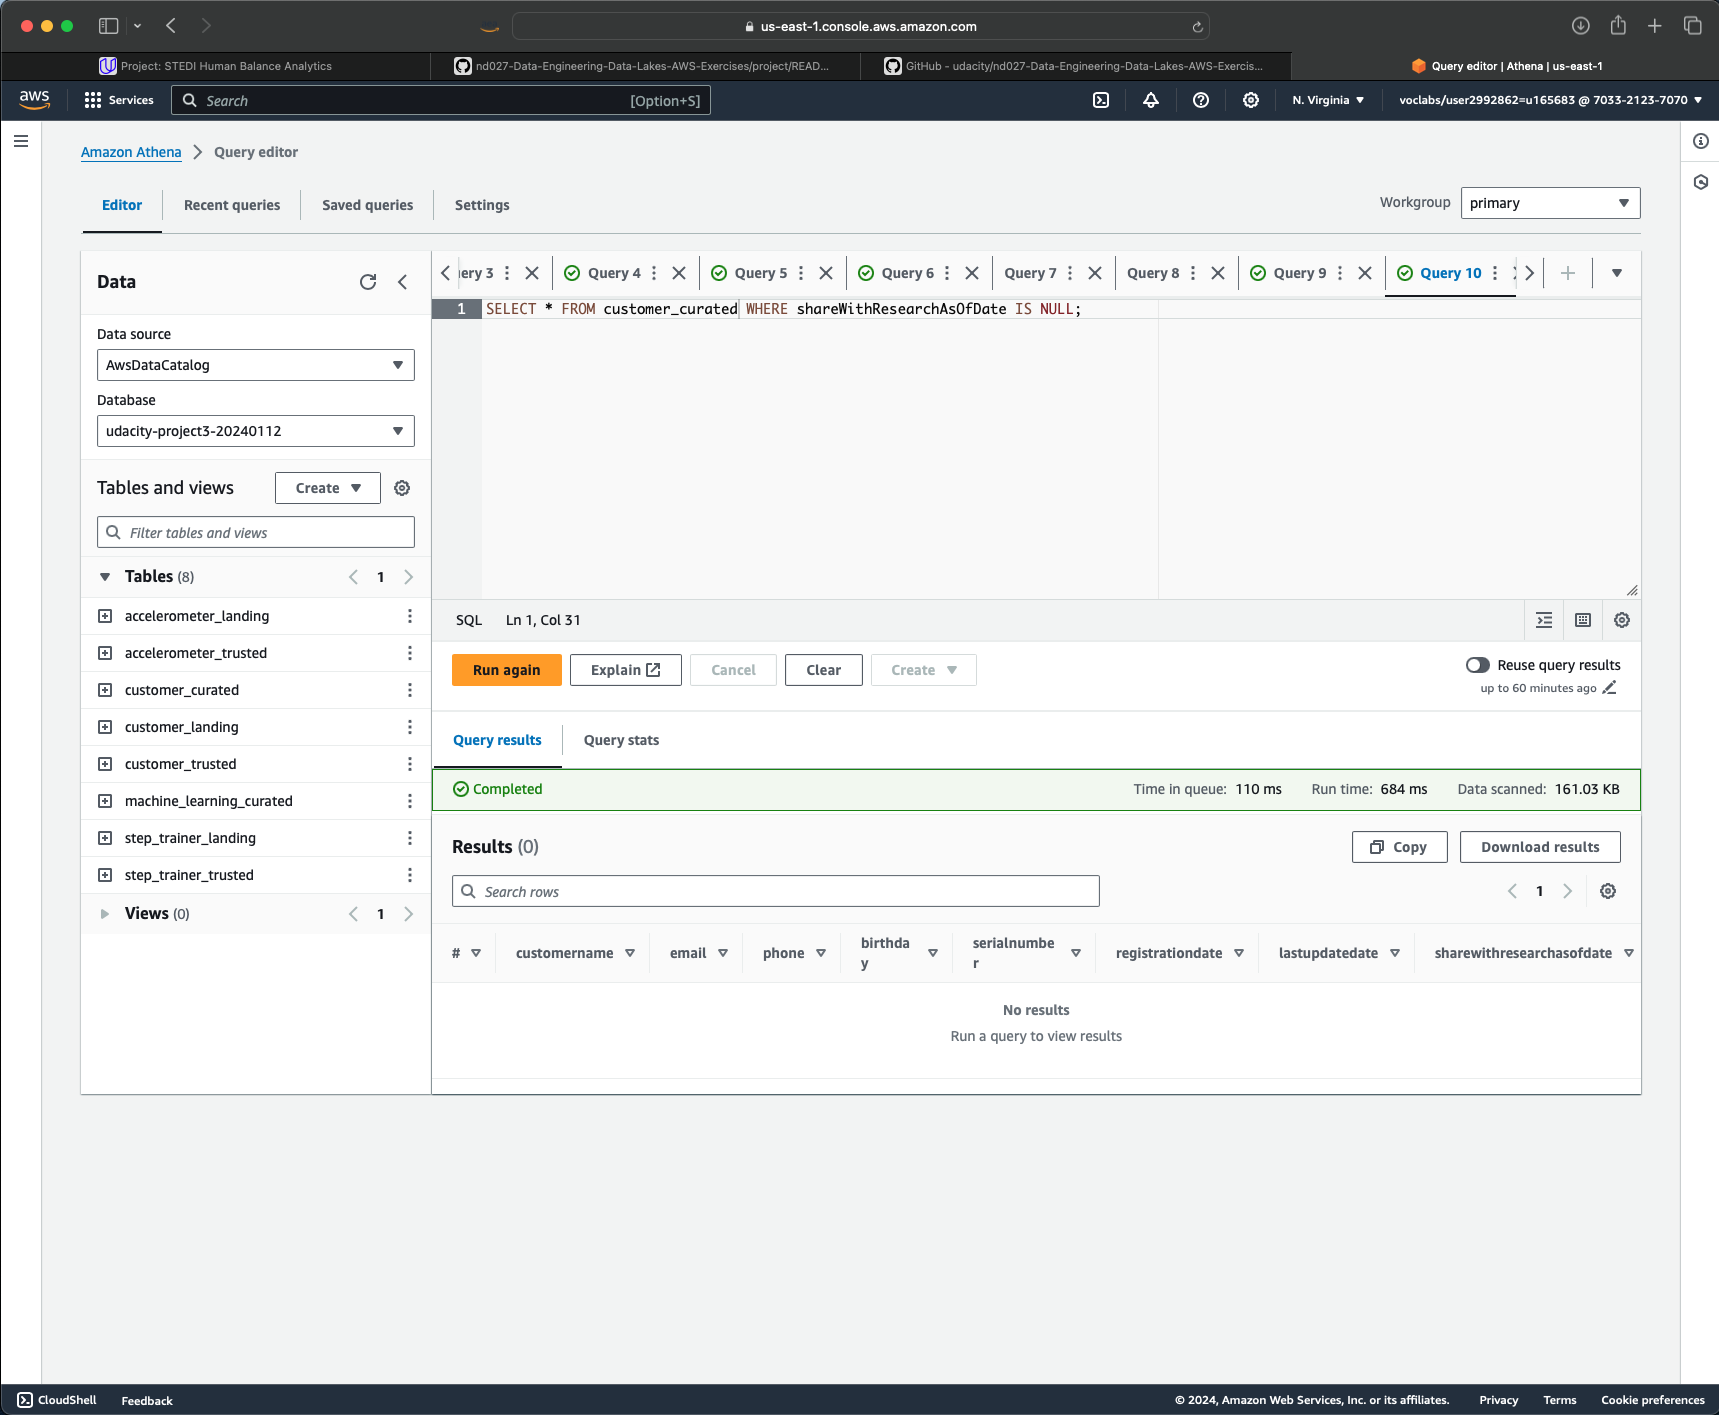 us-east-1.console.aws.amazon.com
Project: STEDI Human Balance Analytics
nd027-Data-Engineering-Data-Lakes-AWS-Exercises/project/READ...
GitHub - udacity/nd027-Data-Engineering-Data-Lakes-AWS-Exercis...
Query editor | Athena | us-east-1
aws
Services
Search
[Option+S]
N. Virginia
voclabs/user2992862=u165683 @ 7033-2123-7070
Amazon Athena
Query editor
Editor
Recent queries
Saved queries
Settings
Workgroup
primary
Data
Data source
AwsDataCatalog
Database
udacity-project3-20240112
Tables and views
Create
Filter tables and views
Tables (8)
1
accelerometer_landing
accelerometer_trusted
customer_curated
customer_landing
customer_trusted
machine_learning_curated
step_trainer_landing
step_trainer_trusted
Views (0)
1
ery 3
Query 4
Query 5
Query 6
Query 7
Query 8
Query 9
Query 10
1
SELECT * FROM customer_curated WHERE shareWithResearchAsOfDate IS NULL;
SQL
Ln 1, Col 31
Run again
Explain
Cancel
Clear
Create
Reuse query results
up to 60 minutes ago
Query results
Query stats
Completed
Time in queue: 110 ms
Run time: 684 ms
Data scanned: 161.03 KB
Results (0)
Copy
Download results
Search rows
1
#
customername
email
phone
birthda
y
serialnumbe
r
registrationdate
lastupdatedate
sharewithresearchasofdate
No results
Run a query to view results
CloudShell
Feedback
© 2024, Amazon Web Services, Inc. or its affiliates.
Privacy
Terms
Cookie preferences